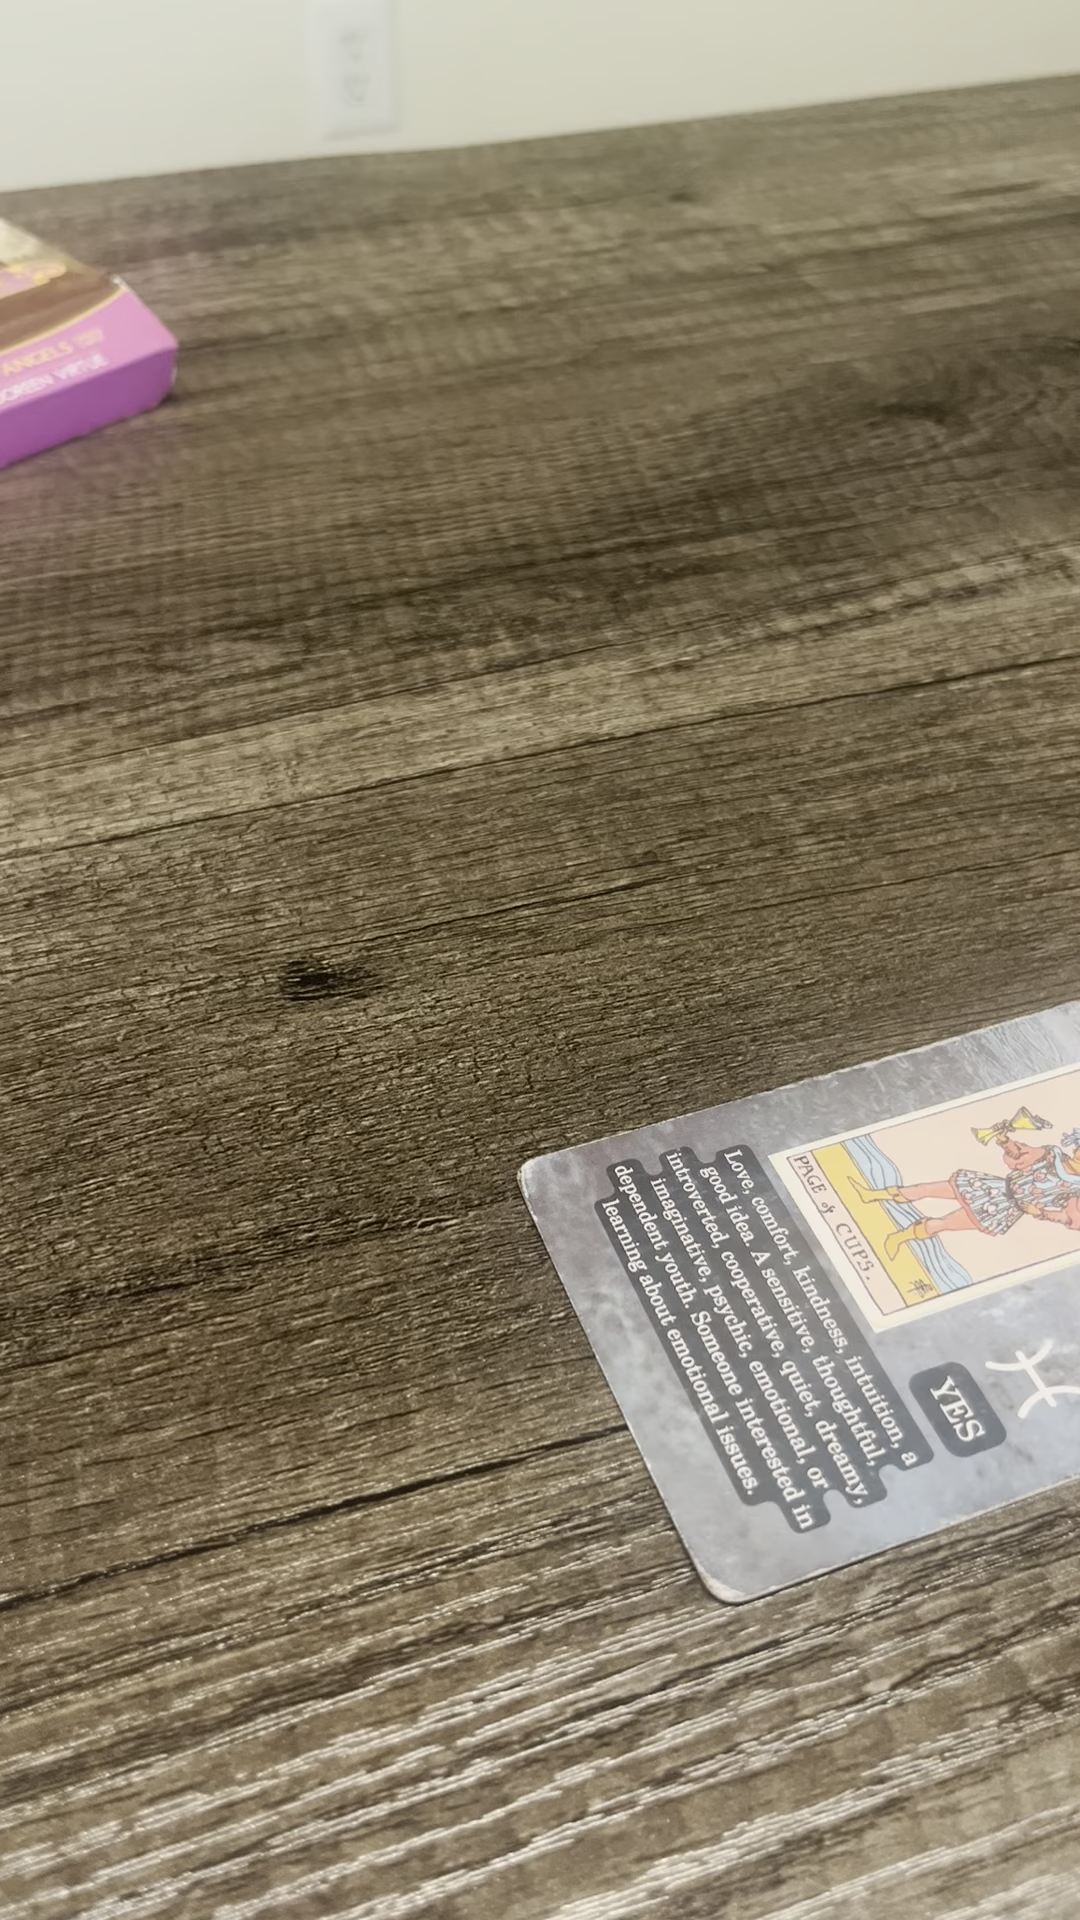 ANGELS
DOREEN VIRTUE
PAGE of CUPS.
YES
Love, comfort, kindness, intuition, a
good idea. A sensitive, thoughtful,
introverted, cooperative, quiet, dreamy,
imaginative, psychic, emotional, or
dependent youth. Someone interested in
learning about emotional issues.